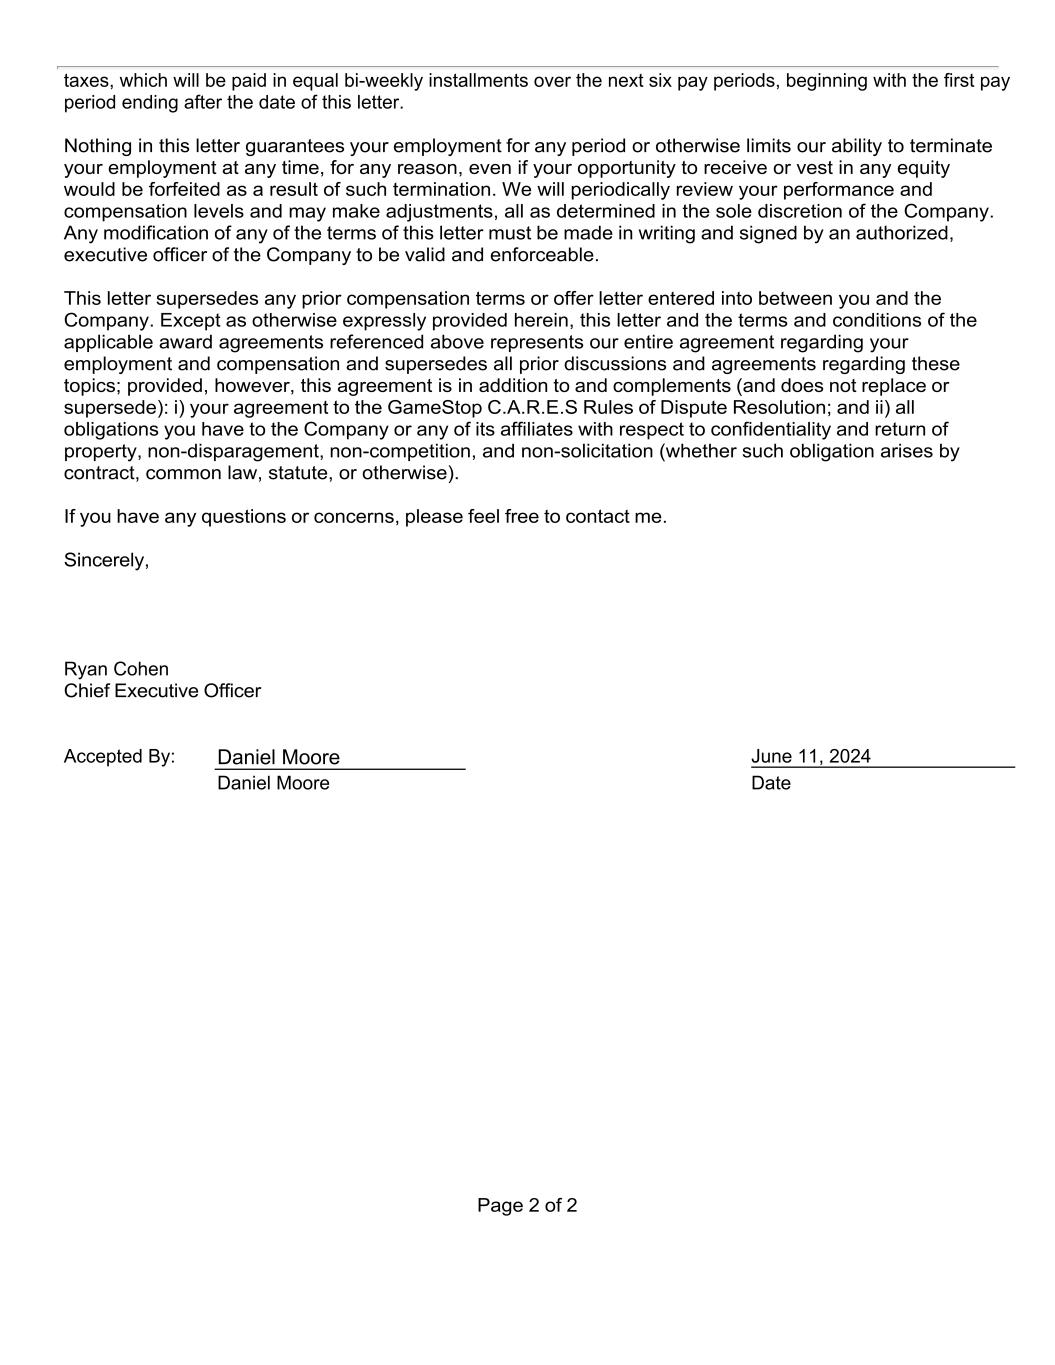 taxes, which will be paid in equal bi-weekly installments over the next six pay periods, beginning with the first pay
period ending after the date of this letter.
Nothing in this letter guarantees your employment for any period or otherwise limits our ability to terminate
your employment at any time, for any reason, even if your opportunity to receive or vest in any equity
would be forfeited as a result of such termination. We will periodically review your performance and
compensation levels and may make adjustments, all as determined in the sole discretion of the Company.
Any modification of any of the terms of this letter must be made in writing and signed by an authorized,
executive officer of the Company to be valid and enforceable.
This letter supersedes any prior compensation terms or offer letter entered into between you and the
Company. Except as otherwise expressly provided herein, this letter and the terms and conditions of the
applicable award agreements referenced above represents our entire agreement regarding your
employment and compensation and supersedes all prior discussions and agreements regarding these
topics; provided, however, this agreement is in addition to and complements (and does not replace or
supersede): i) your agreement to the GameStop C.A.R.E.S Rules of Dispute Resolution; and ii) all
obligations you have to the Company or any of its affiliates with respect to confidentiality and return of
property, non-disparagement, non-competition, and non-solicitation (whether such obligation arises by
contract, common law, statute, or otherwise).
If you have any questions or concerns, please feel free to contact me.
Sincerely,
Ryan Cohen
Chief Executive Officer
Accepted By: Daniel Moore June 11, 2024
Daniel Moore Date
Page 2 of 2